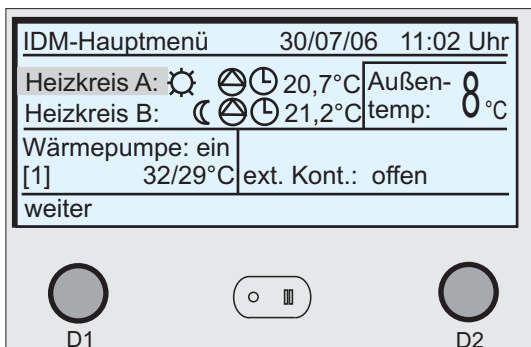 IDM-Hauptmenü 30/07/06 11:02 Uhr
Heizkreis A: 20,7°C Außen- 8 °C
Heizkreis B: 21,2°C temp:
Wärmepumpe: ein
[1] 32/29°C ext. Kont.: offen
weiter
D1 D2